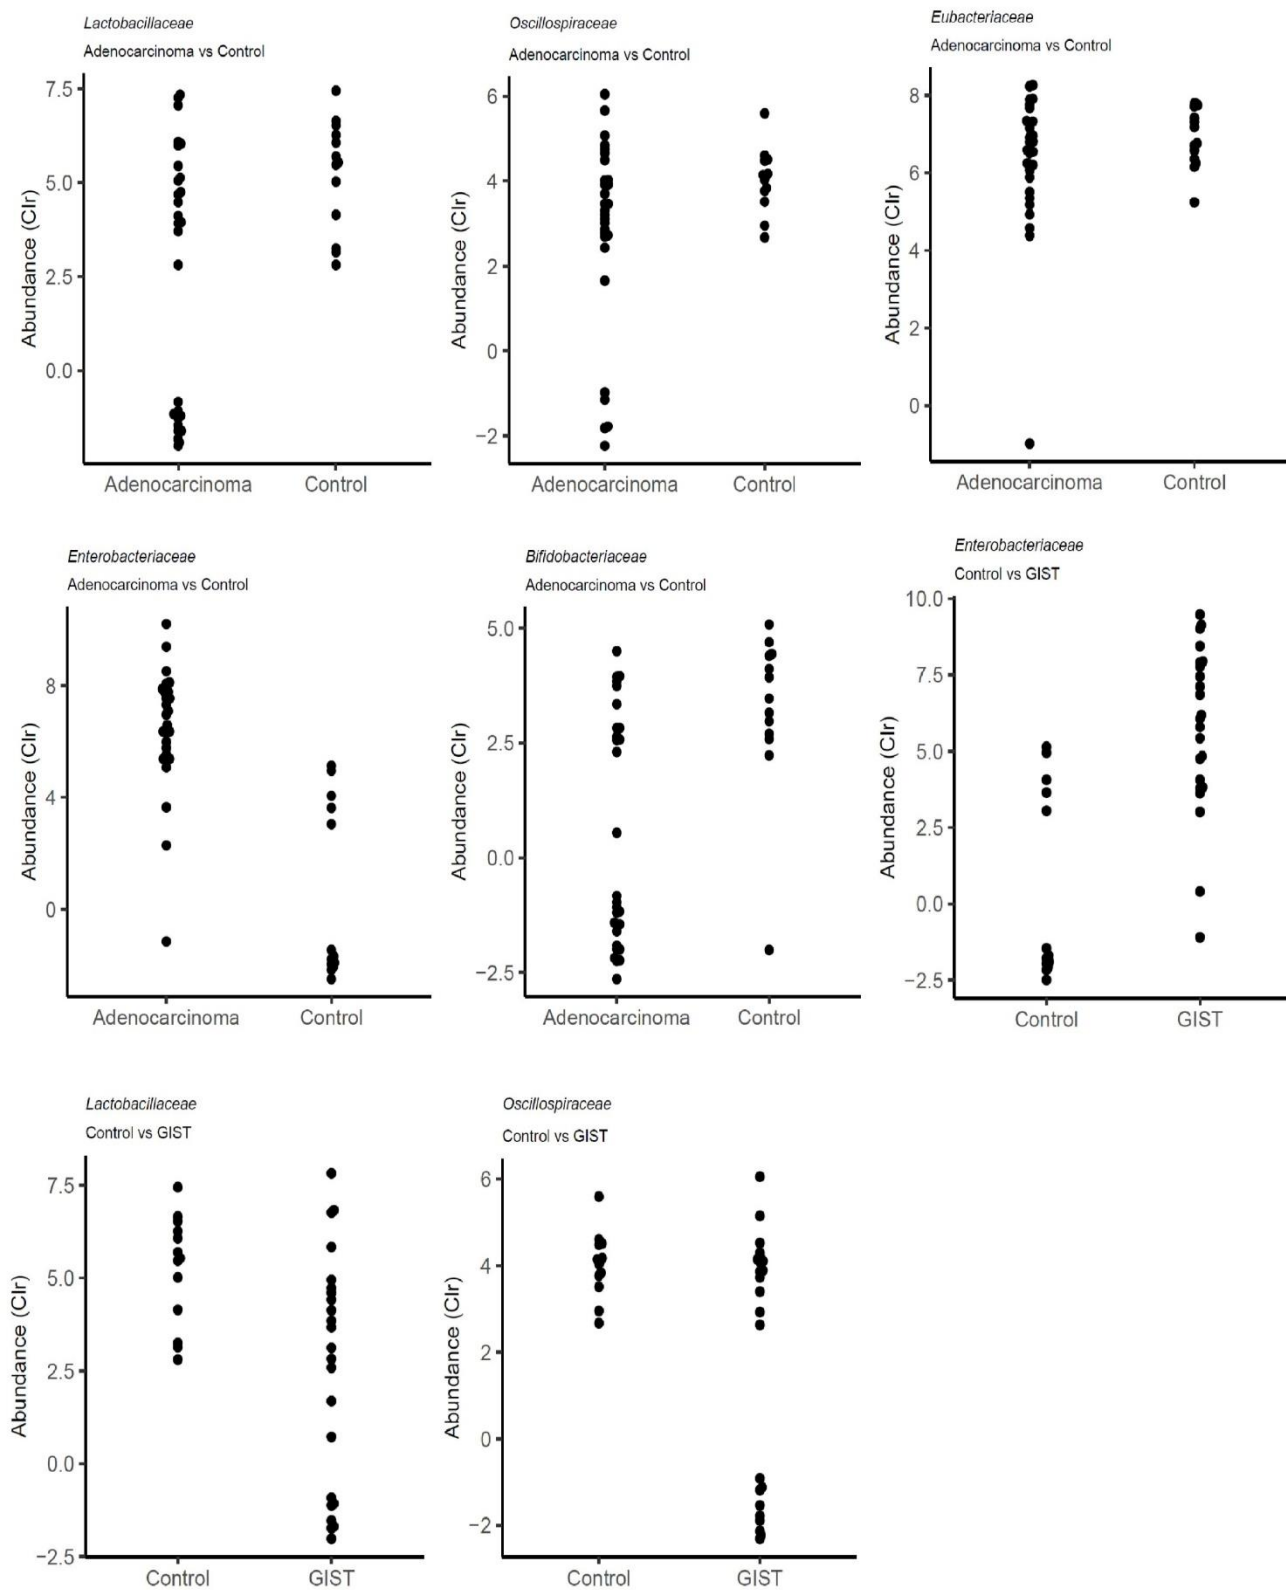 Lactobacillaceae
Adenocarcinoma vs Control
Abundance (Clr)
7.5
5.0
2.5
0.0
Adenocarcinoma
Control
Oscillospiraceae
Adenocarcinoma vs Control
Abundance (Clr)
6
4
2
0
−2
Adenocarcinoma
Control
Eubacteriaceae
Adenocarcinoma vs Control
Abundance (Clr)
8
6
4
2
0
Adenocarcinoma
Control
Enterobacteriaceae
Adenocarcinoma vs Control
Abundance (Clr)
8
4
0
Adenocarcinoma
Control
Bifidobacteriaceae
Adenocarcinoma vs Control
Abundance (Clr)
5.0
2.5
0.0
−2.5
Adenocarcinoma
Control
Enterobacteriaceae
Control vs GIST
Abundance (Clr)
10.0
7.5
5.0
2.5
0.0
−2.5
Control
GIST
Lactobacillaceae
Control vs GIST
Abundance (Clr)
7.5
5.0
2.5
0.0
−2.5
Control
GIST
Oscillospiraceae
Control vs GIST
Abundance (Clr)
6
4
2
0
−2
Control
GIST